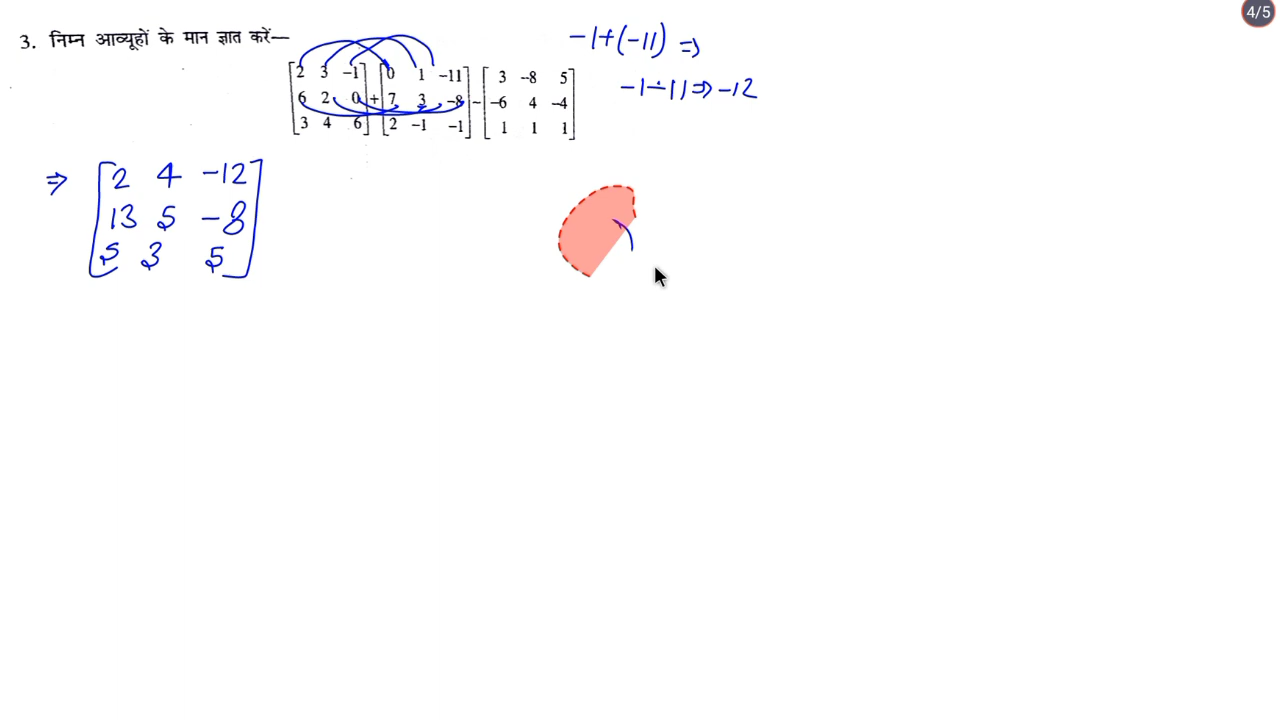 4/5
3. निम्न आव्यूहों के मान ज्ञात करें—
-1+(-11) ⇒
-1-11 ⇒ -12
[2 3 -1] [0 1 -11] [3 -8 5]
[6 2 0] + [7 3 -8] - [-6 4 -4]
[3 4 6] [2 -1 -1] [1 1 1]
⇒ [2 4 -12]
[13 5 -8]
[5 3 5]